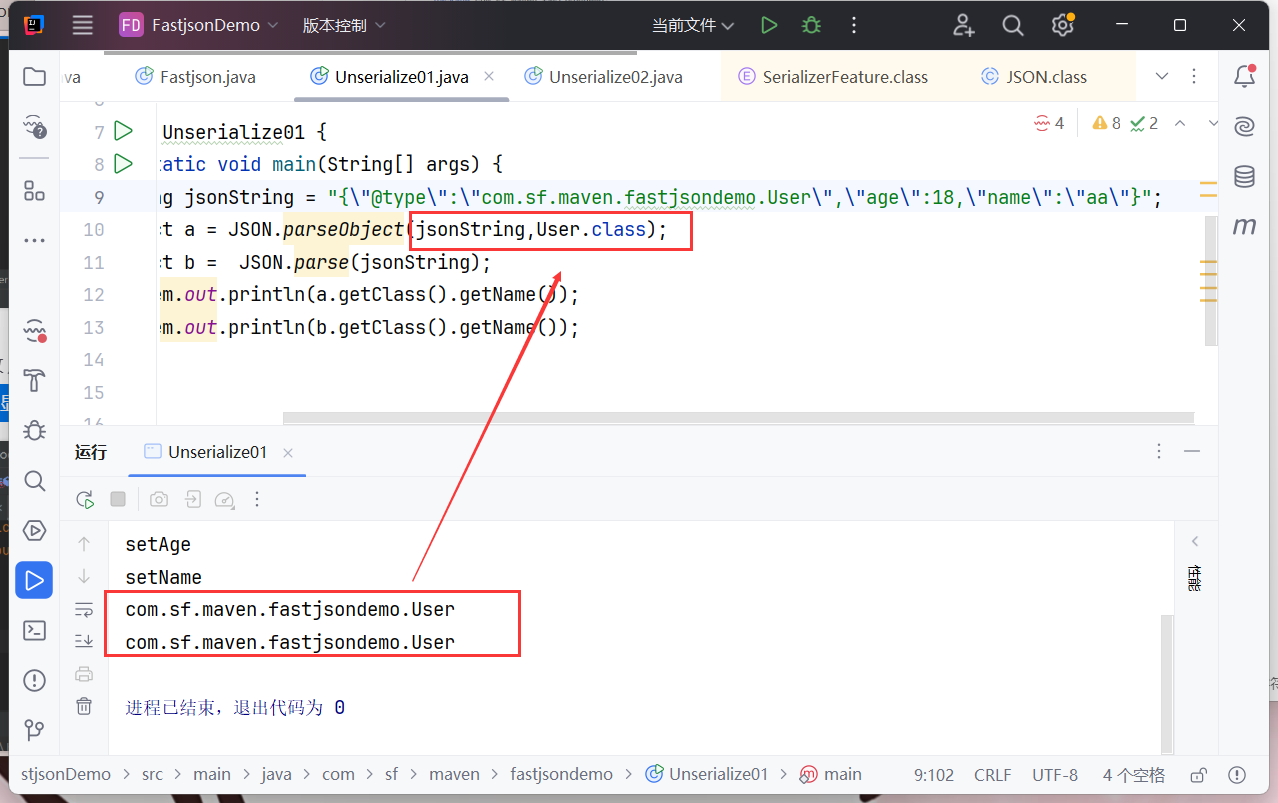 FD FastjsonDemo 版本控制 当前文件
va Fastjson.java Unserialize01.java Unserialize02.java SerializerFeature.class JSON.class
7 Unserialize01 {
4 8 2
8 tatic void main(String[] args) {
9 ng jsonString = "{\"@type\":\"com.sf.maven.fastjsondemo.User\",\"age\":18,\"name\":\"aa\"}";
10 ct a = JSON.parseObject(jsonString,User.class);
11 ct b =  JSON.parse(jsonString);
12 em.out.println(a.getClass().getName());
13 em.out.println(b.getClass().getName());
14
15
运行 Unserialize01
setAge
setName
性能
com.sf.maven.fastjsondemo.User
com.sf.maven.fastjsondemo.User
进程已结束，退出代码为 0
stjsonDemo > src > main > java > com > sf > maven > fastjsondemo > Unserialize01 > main 9:102 CRLF UTF-8 4 个空格